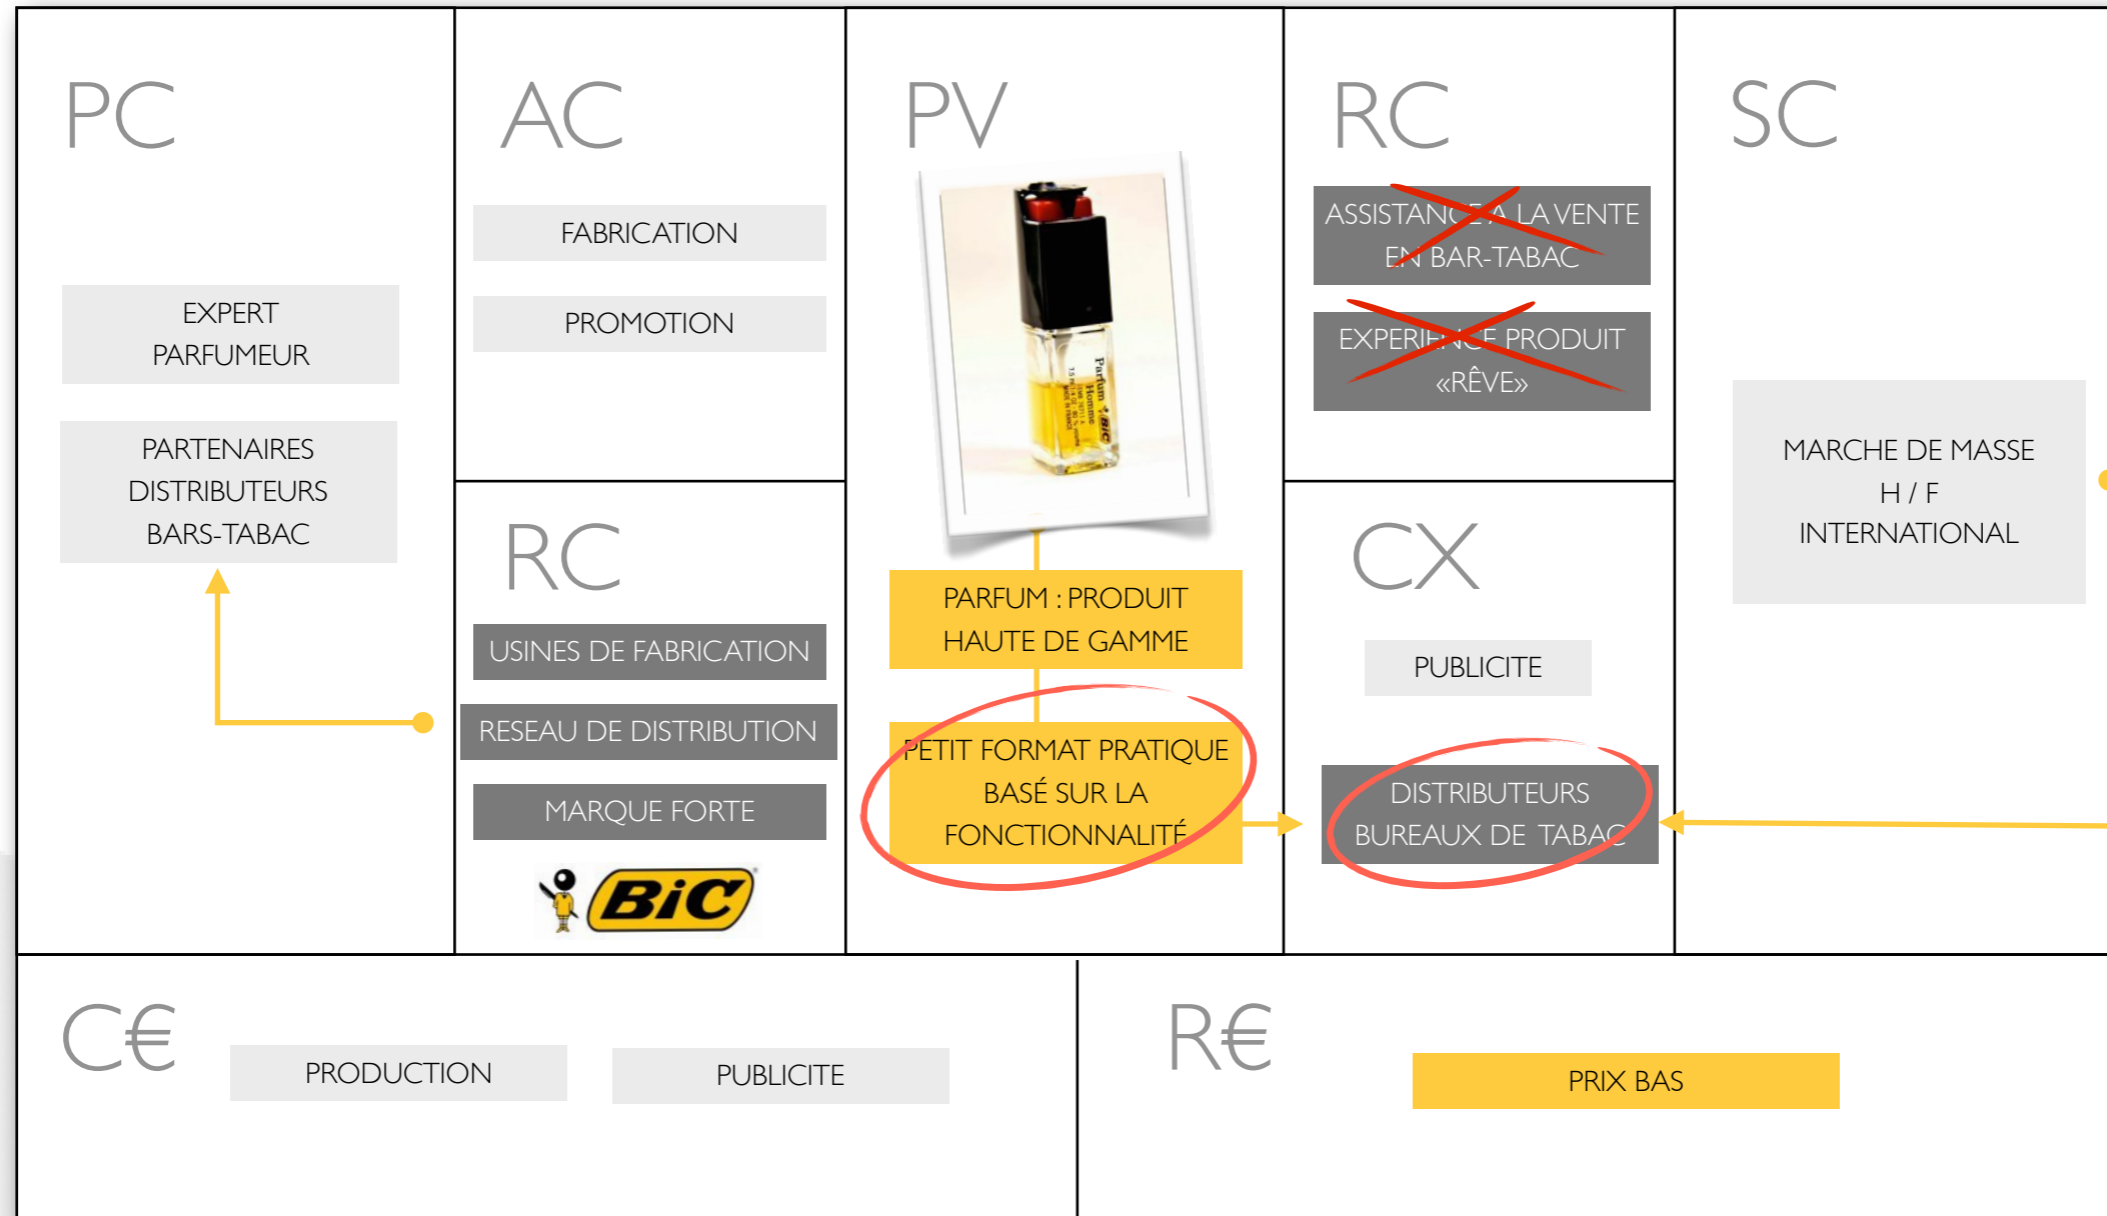 PC
EXPERT
PARFUMEUR
PARTENAIRES
DISTRIBUTEURS
BARS-TABAC
AC
FABRICATION
PROMOTION
RC
USINES DE FABRICATION
RESEAU DE DISTRIBUTION
MARQUE FORTE
BiC
PV
Parfum BiC
Homme
PARFUM : PRODUIT
HAUTE DE GAMME
PETIT FORMAT PRATIQUE
BASÉ SUR LA
FONCTIONNALITÉ
RC
ASSISTANCE A LA VENTE
EN BAR-TABAC
EXPERIENCE PRODUIT
«RÊVE»
CX
PUBLICITE
DISTRIBUTEURS
BUREAUX DE TABAC
SC
MARCHE DE MASSE
H / F
INTERNATIONAL
C€
PRODUCTION
PUBLICITE
R€
PRIX BAS